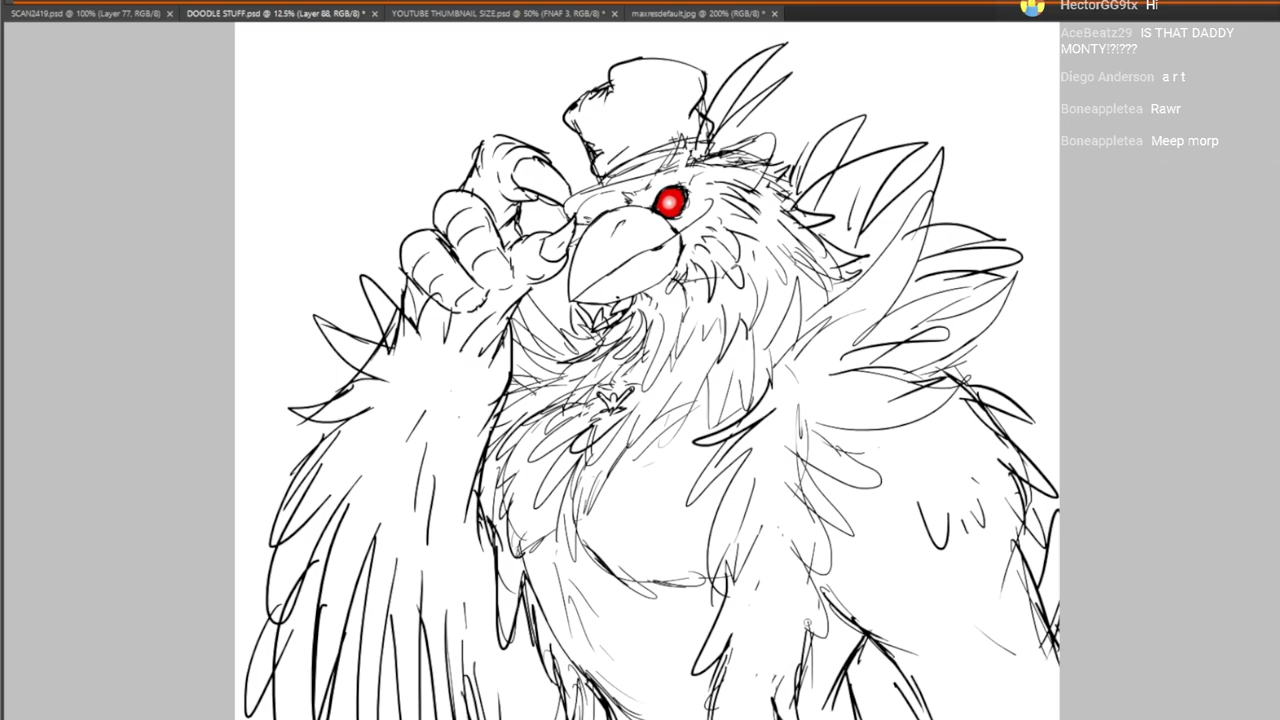 SCAN2419.psd @ 100% (Layer 77, RGB/8)
DOODLE STUFF.psd @ 12.5% (Layer 88, RGB/8) *
YOUTUBE THUMBNAIL SIZE.psd @ 50% (FNAF 3, RGB/8) *
maxresdefault.jpg @ 200% (RGB/8) *
HectorGG9tx Hi
AceBeatz29 IS THAT DADDY
MONTY!?!???
Diego Anderson a r t
Boneappletea Rawr
Boneappletea Meep morp